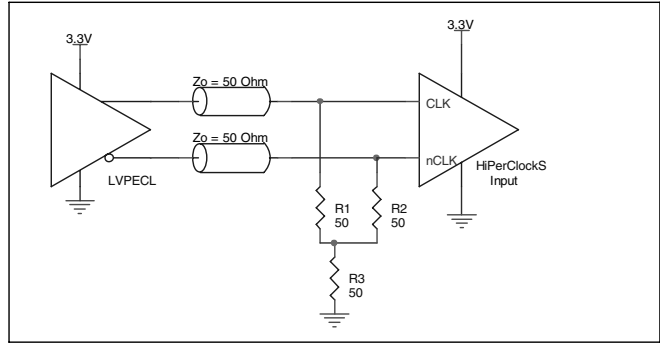 3.3V
3.3V
Zo = 50 Ohm
CLK
Zo = 50 Ohm
nCLK
HiPerClockS
Input
LVPECL
R1
50
R2
50
R3
50